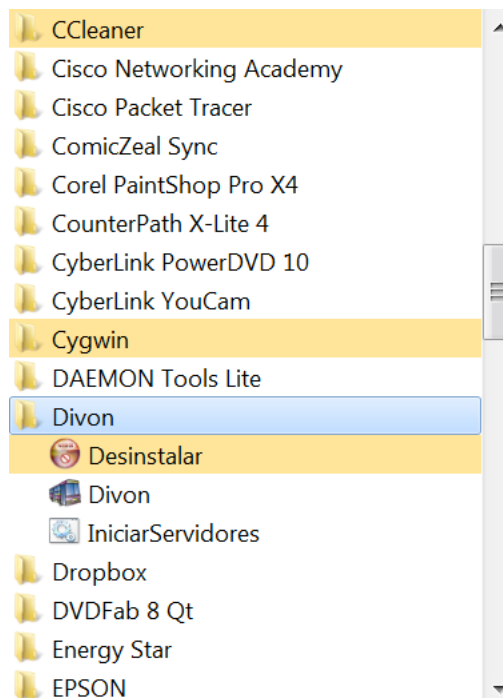 CCleaner
Cisco Networking Academy
Cisco Packet Tracer
ComicZeal Sync
Corel PaintShop Pro X4
CounterPath X-Lite 4
CyberLink PowerDVD 10
CyberLink YouCam
Cygwin
DAEMON Tools Lite
Divon
Desinstalar
Divon
IniciarServidores
Dropbox
DVDFab 8 Qt
Energy Star
EPSON